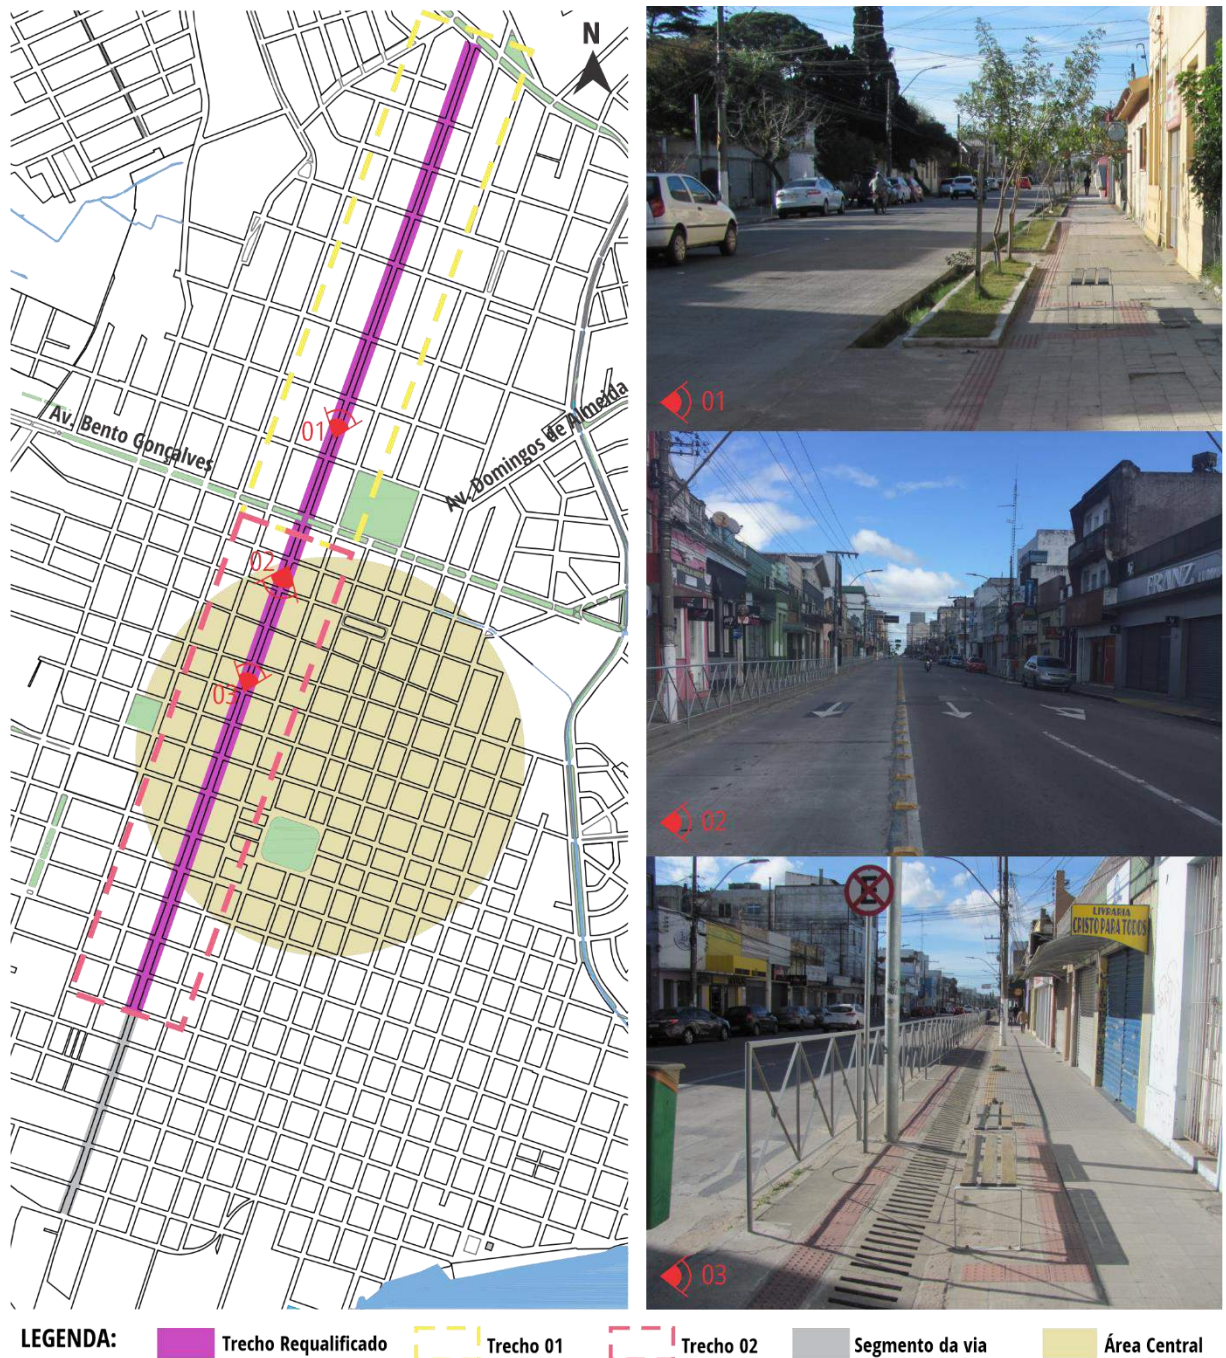 N
Av. Bento Gonçalves
Av. Domingos de Almeida
01
02
03
01
02
KRANZ
03
LIVRARIA
CRISTO PARA TODOS
LEGENDA:
Trecho Requalificado
Trecho 01
Trecho 02
Segmento da via
Área Central